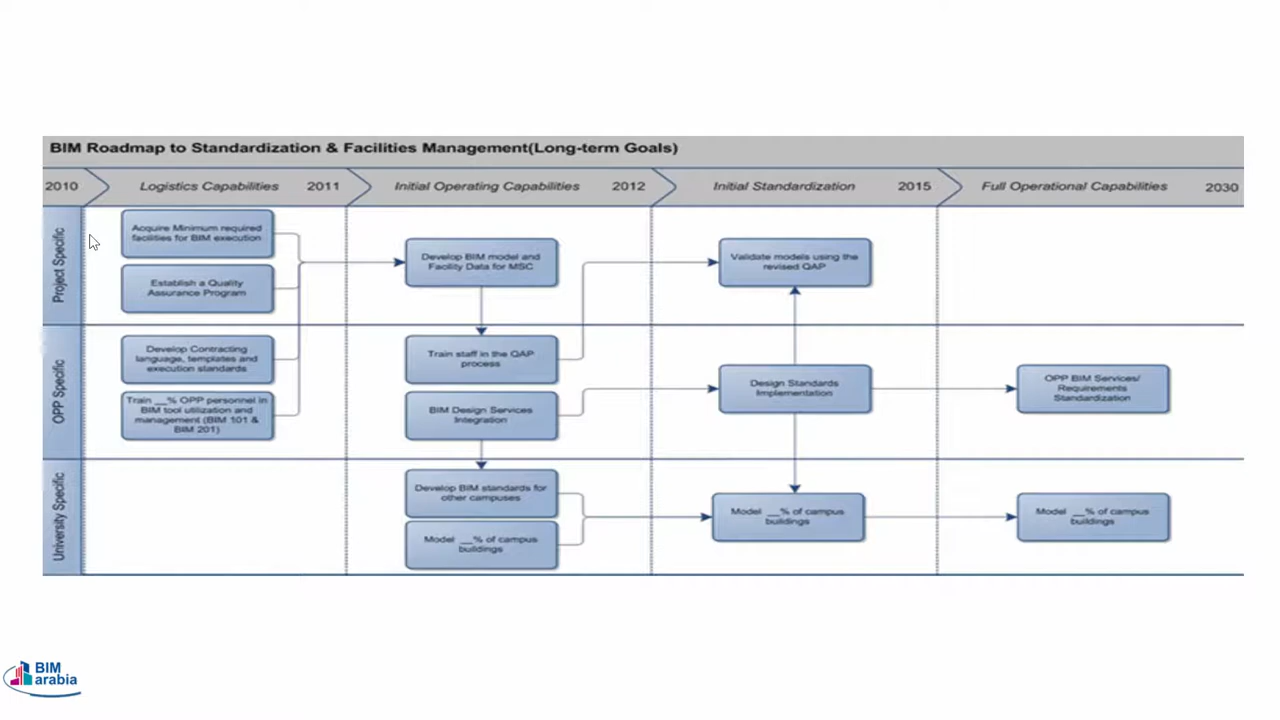 BIM Roadmap to Standardization & Facilities Management(Long-term Goals)
2010 Logistics Capabilities 2011 Initial Operating Capabilities 2012 Initial Standardization 2015 Full Operational Capabilities 2030
Project Specific
Acquire Minimum required
facilities for BIM execution
Establish a Quality
Assurance Program
Develop BIM model and
Facility Data for MSC
Validate models using the
revised QAP
OPP Specific
Develop Contracting
language, templates and
execution standards
Train __% OPP personnel in
BIM tool utilization and
management (BIM 101 &
BIM 201)
Train staff in the QAP
process
BIM Design Services
Integration
Design Standards
Implementation
OPP BIM Services/
Requirements
Standardization
University Specific
Develop BIM standards for
other campuses
Model __% of campus
buildings
Model __% of campus
buildings
Model __% of campus
buildings
BIM
arabia